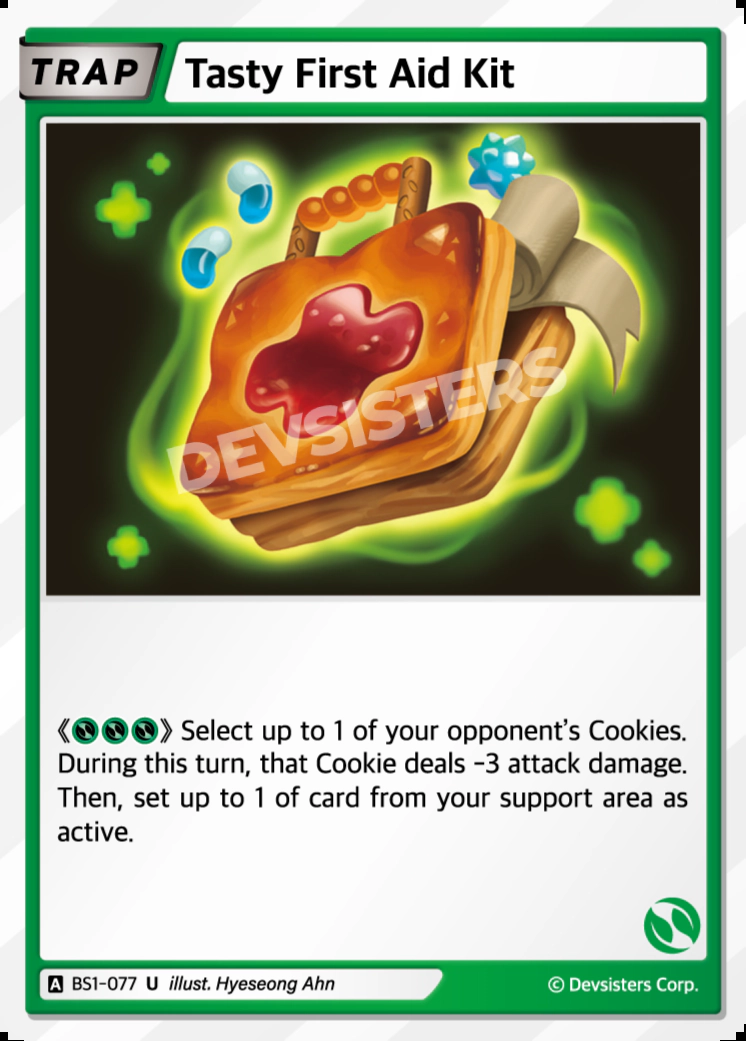 TRAP
Tasty First Aid Kit
DEVSISTERS
《》 Select up to 1 of your opponent's Cookies.
During this turn, that Cookie deals -3 attack damage.
Then, set up to 1 of card from your support area as
active.
A BS1-077 U illust. Hyeseong Ahn
© Devsisters Corp.